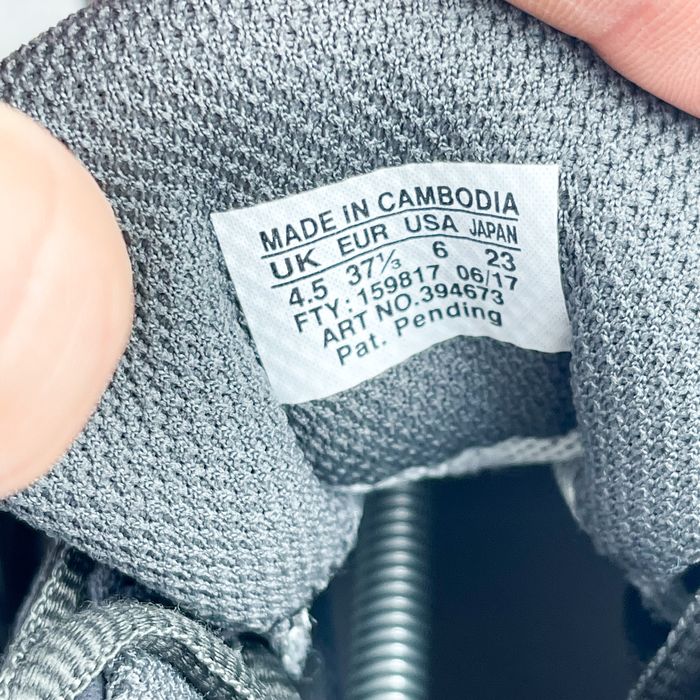 MADE IN CAMBODIA
UK EUR USA JAPAN
4.5 37⅓ 6 23
FTY: 159817 06/17
ART NO. 394673
Pat. Pending